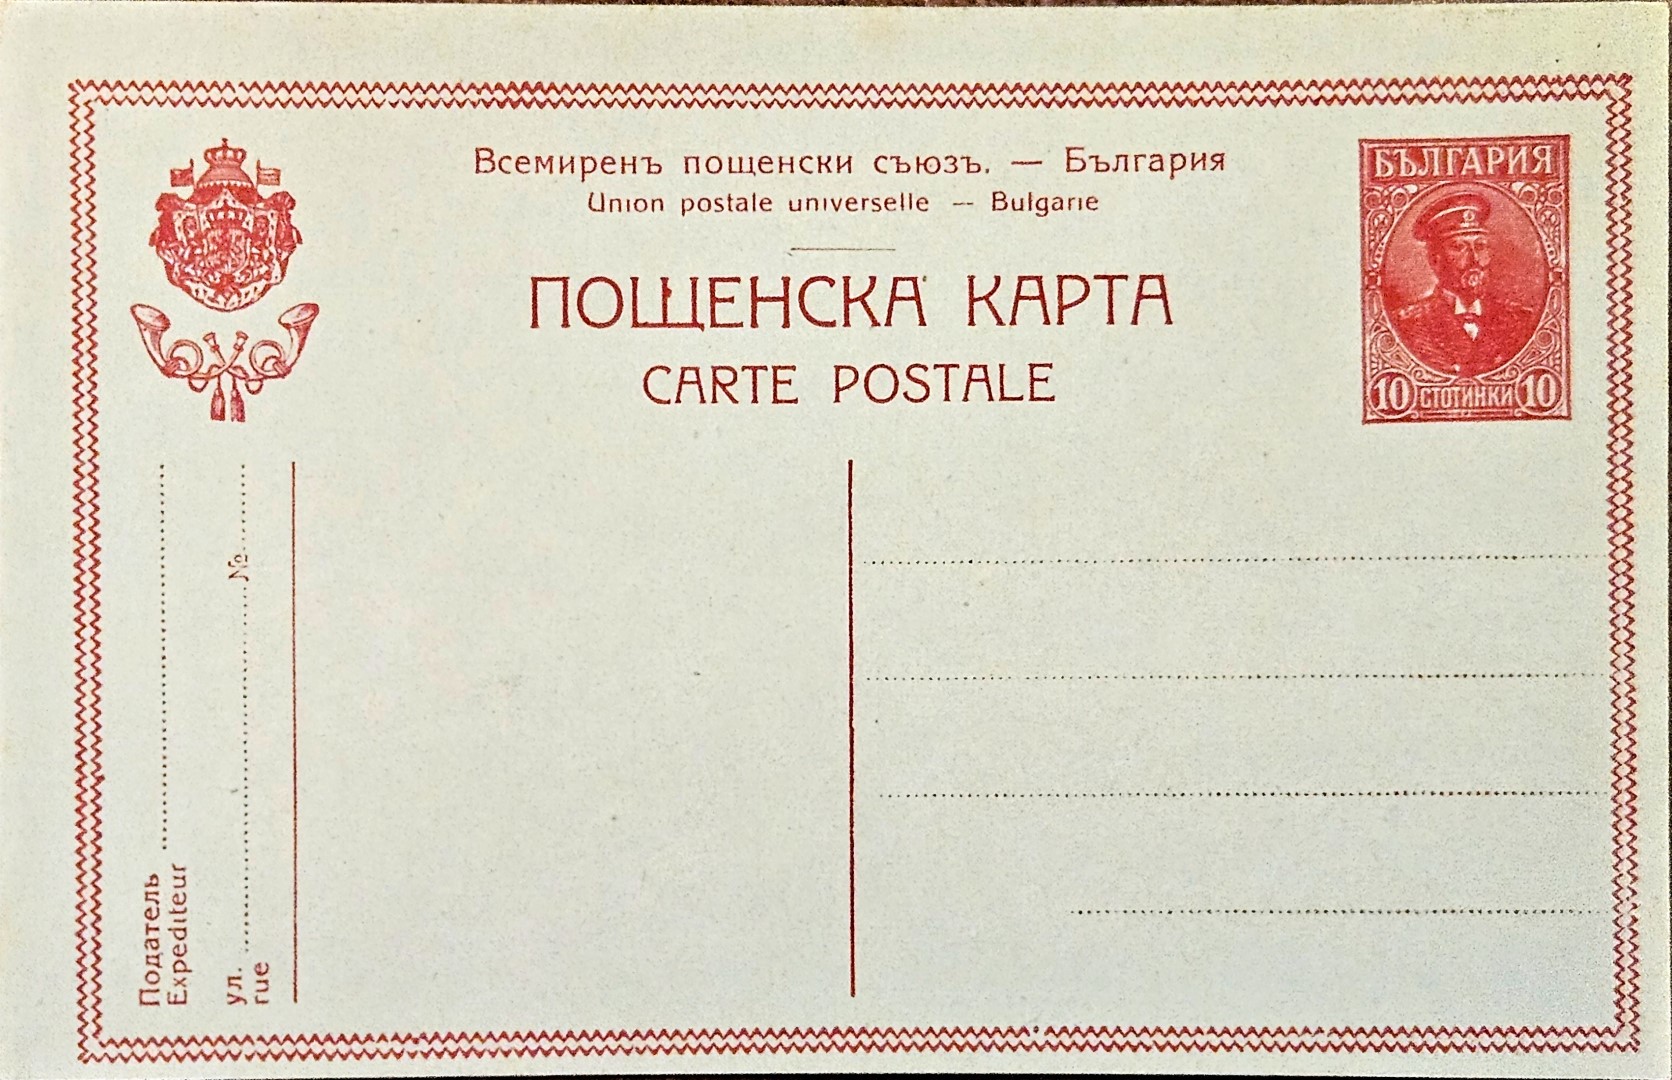 Всемиренъ пощенски съюзъ. — България
Union postale universelle — Bulgarie
ПОЩЕНСКА КАРТА
CARTE POSTALE
БЪЛГАРИЯ
10 СТОТИНКИ 10
Податель
Expediteur
ул. №
rue